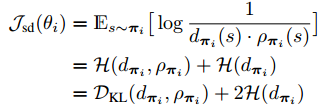 𝒥_sd(θ_i) = 𝔼_{s∼π_i}[ log 1 / (d_{π_i}(s) · ρ_{π_i}(s)) ]
= ℋ(d_{π_i}, ρ_{π_i}) + ℋ(d_{π_i})
= 𝒟_KL(d_{π_i}, ρ_{π_i}) + 2ℋ(d_{π_i})